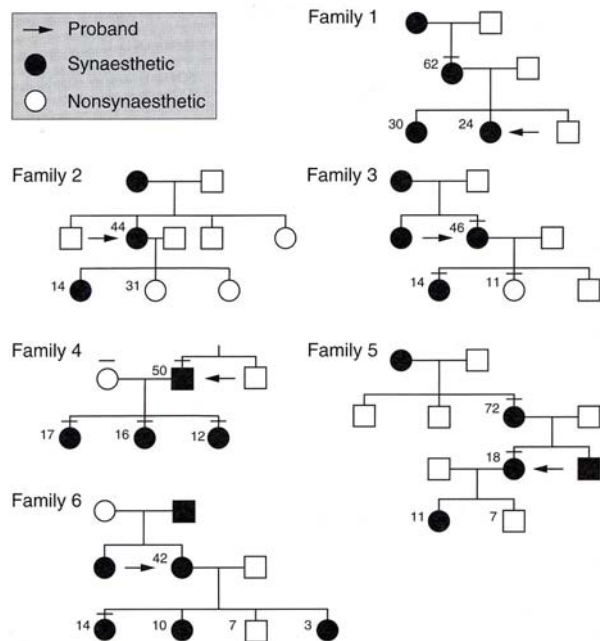 Proband
Synaesthetic
Nonsynaesthetic
Family 1
62
30 24
Family 2
44
14 31
Family 3
46
14 11
Family 4
50
17 16 12
Family 5
72
18
11 7
Family 6
42
14 10 7 3